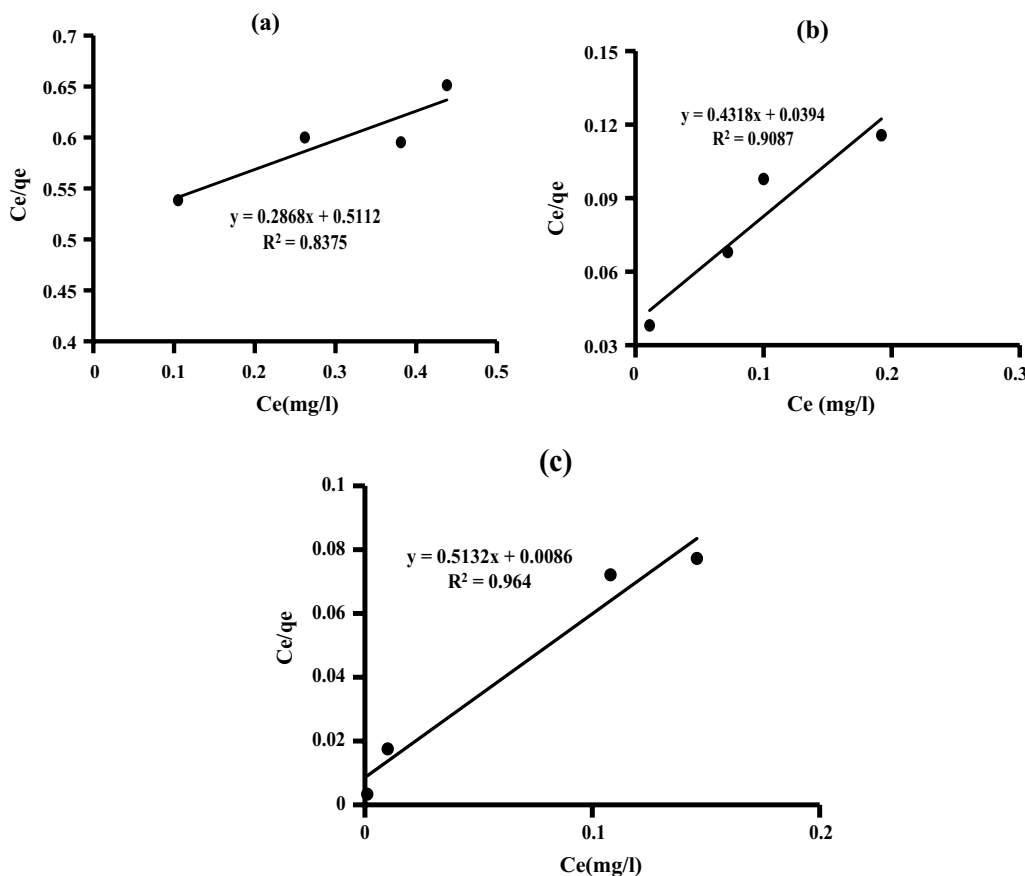 (a)
0.7
0.65
0.6
0.55
0.5
0.45
0.4
Ce/qe
y = 0.2868x + 0.5112
R² = 0.8375
0 0.1 0.2 0.3 0.4 0.5
Ce(mg/l)
(b)
0.15
0.12
0.09
0.06
0.03
Ce/qe
y = 0.4318x + 0.0394
R² = 0.9087
0 0.1 0.2 0.3
Ce (mg/l)
(c)
0.1
0.08
0.06
0.04
0.02
0
Ce/qe
y = 0.5132x + 0.0086
R² = 0.964
0 0.1 0.2
Ce(mg/l)